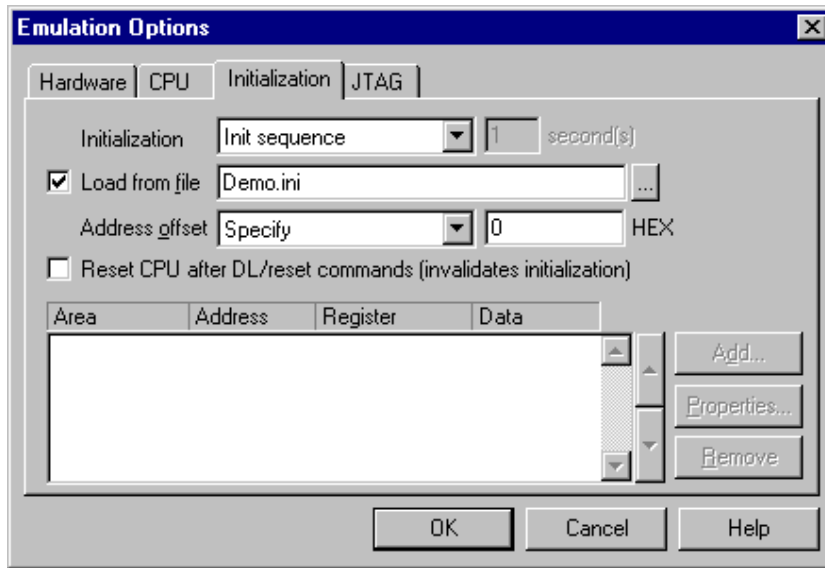 Emulation Options
Hardware CPU Initialization JTAG
Initialization Init sequence 1 second(s)
Load from file Demo.ini ...
Address offset Specify 0 HEX
Reset CPU after DL/reset commands (invalidates initialization)
Area Address Register Data
Add...
Properties...
Remove
OK Cancel Help